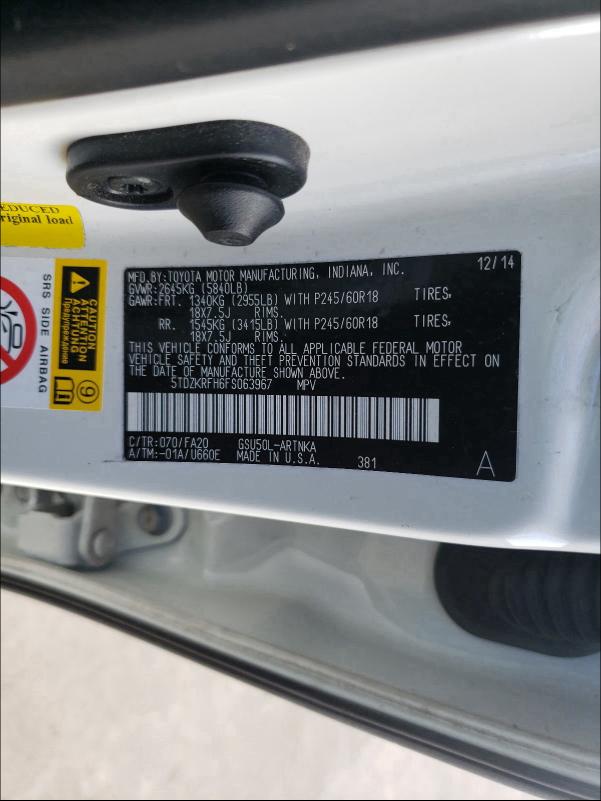 EDUCED
riginal load
SRS SIDE AIRBAG
CAUTION
Предупреждение
9
MFD.BY:TOYOTA MOTOR MANUFACTURING, INDIANA, INC. 12/14
GVWR:2645KG (5840LB)
GAWR:FRT. 1340KG (2955LB) WITH P245/60R18 TIRES,
18X7.5J RIMS.
RR. 1545KG (3415LB) WITH P245/60R18 TIRES,
18X7.5J RIMS.
THIS VEHICLE CONFORMS TO ALL APPLICABLE FEDERAL MOTOR
VEHICLE SAFETY AND THEFT PREVENTION STANDARDS IN EFFECT
ON THE DATE OF MANUFACTURE SHOWN ABOVE.
5TDZKRFH6FS063967 MPV
C/TR:070/FA20 GSU50L-ARTNKA
A/TM:-01A/U660E MADE IN U.S.A. 381 A